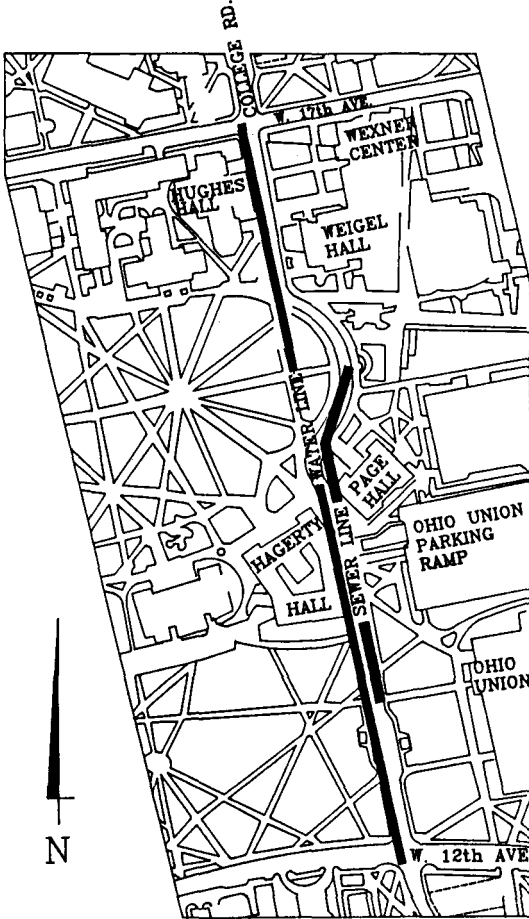 COLLEGE RD.
W. 17th AVE.
WEXNER
CENTER
HUGHES
HALL
WEIGEL
HALL
WATER LINE
PAGE
HALL
SEWER LINE
OHIO UNION
PARKING
RAMP
HAGERTY
HALL
OHIO
UNION
N
W. 12th AVE